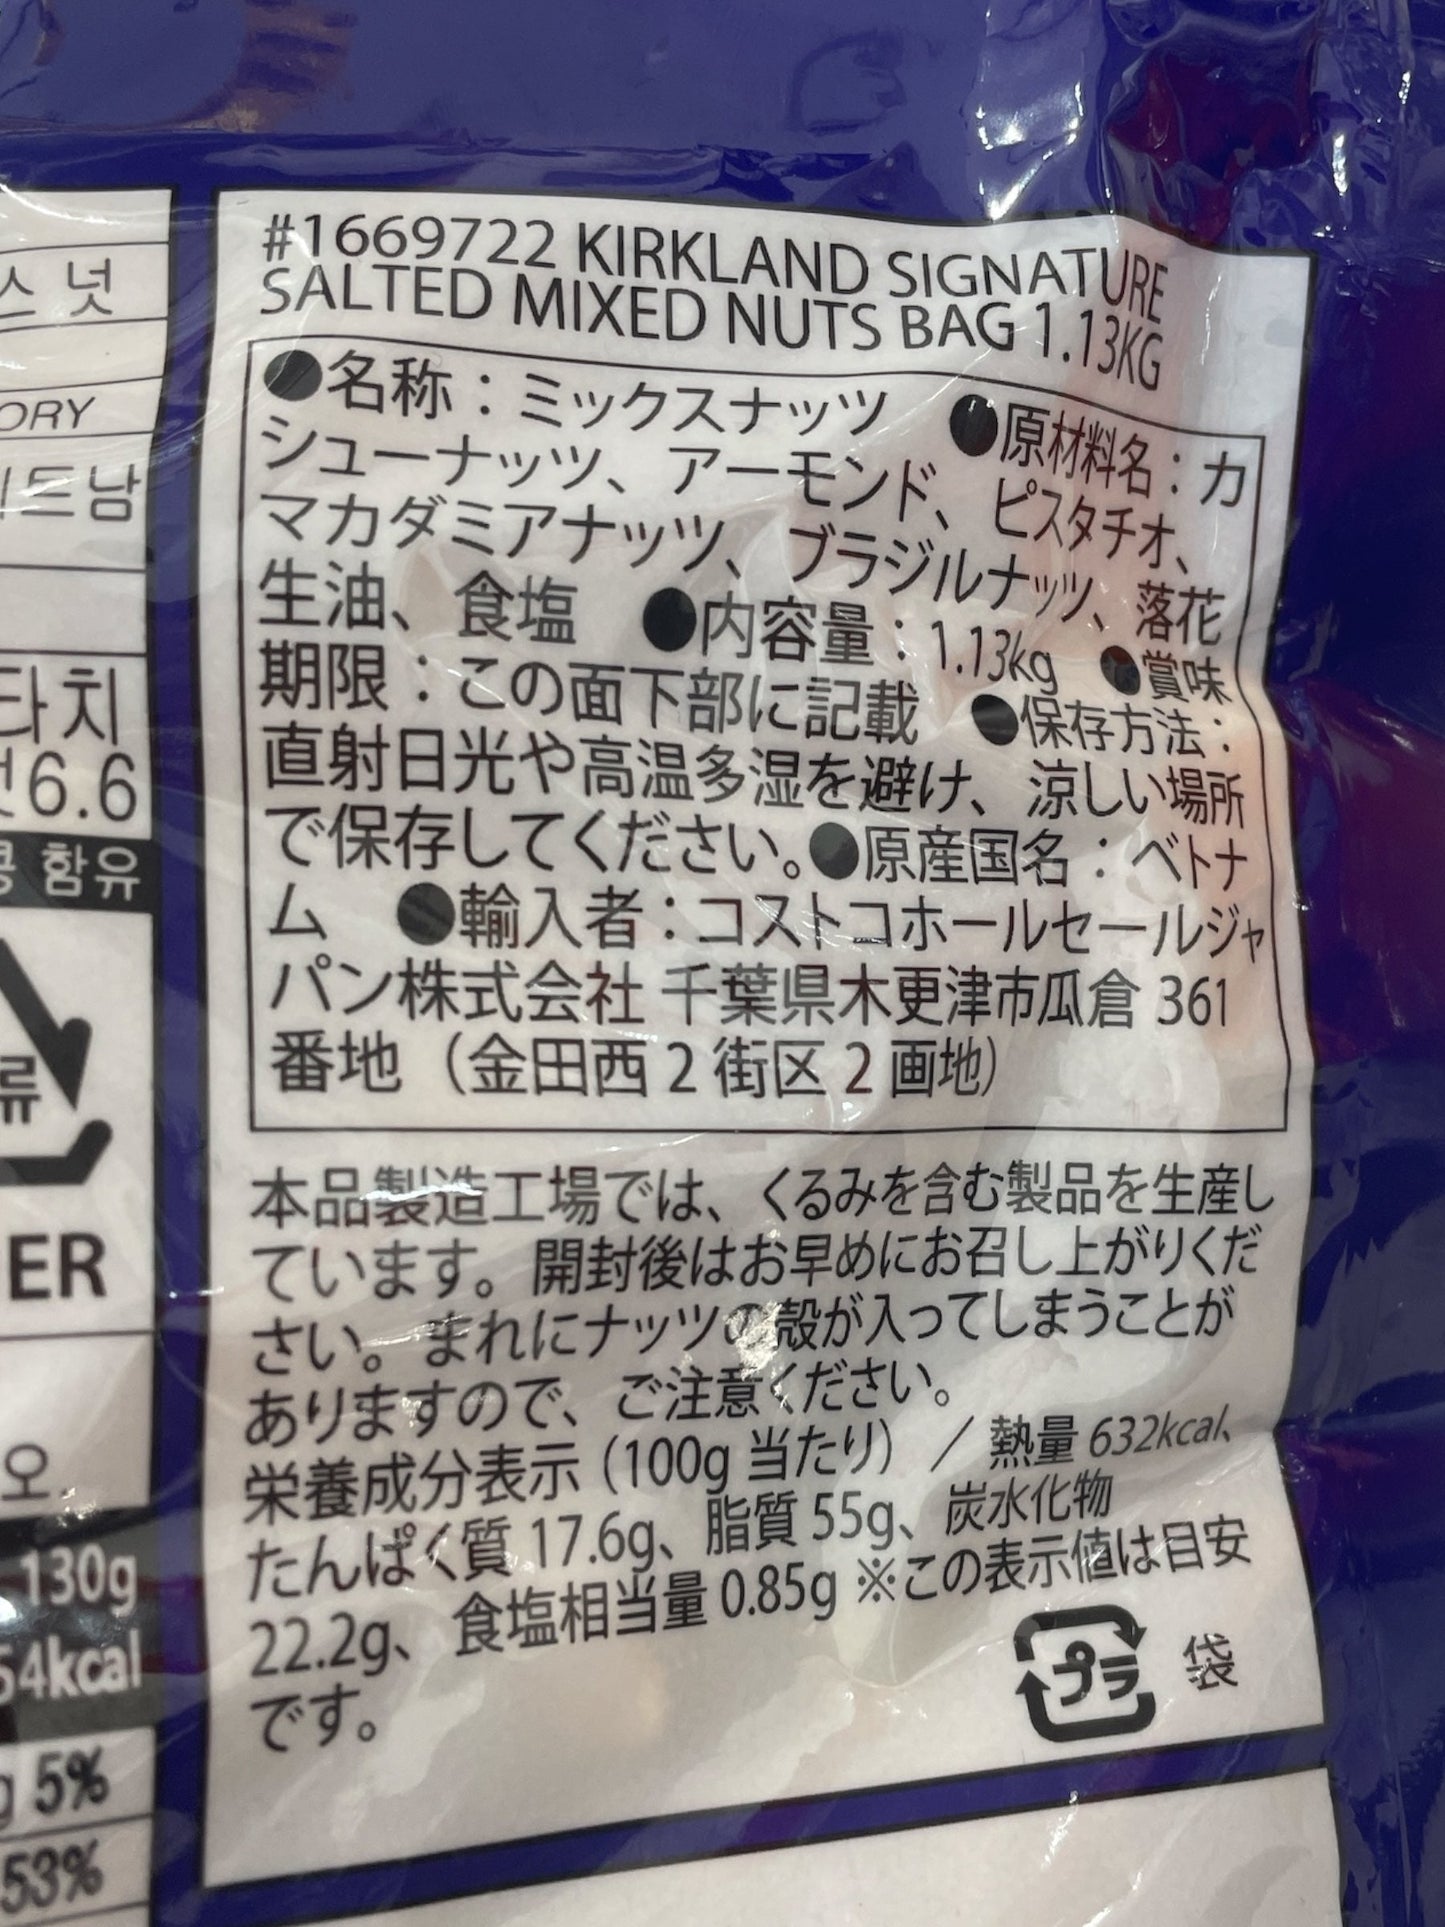 스 넛
ORY
트남
타치
6.6
함유
류
ER
오.
130g
54kcal
g 5%
53%
#1669722 KIRKLAND SIGNATURE
SALTED MIXED NUTS BAG 1.13KG
●名称：ミックスナッツ ●原材料名：カ
シューナッツ、アーモンド、ピスタチオ、
マカダミアナッツ、ブラジルナッツ、落花
生油、食塩 ●内容量：1.13kg ●賞味
期限：この面下部に記載 ●保存方法：
直射日光や高温多湿を避け、涼しい場所
で保存してください。●原産国名：ベトナ
ム ●輸入者：コストコホールセールジャ
パン株式会社 千葉県木更津市瓜倉 361
番地（金田西 2 街区 2 画地）
本品製造工場では、くるみを含む製品を生産し
ています。開封後はお早めにお召し上がりくだ
さい。まれにナッツの殻が入ってしまうことが
ありますので、ご注意ください。
栄養成分表示 (100g 当たり) ／ 熱量 632kcal、
たんぱく質 17.6g、脂質 55g、炭水化物
22.2g、食塩相当量 0.85g ※この表示値は目安
です。
プラ 袋